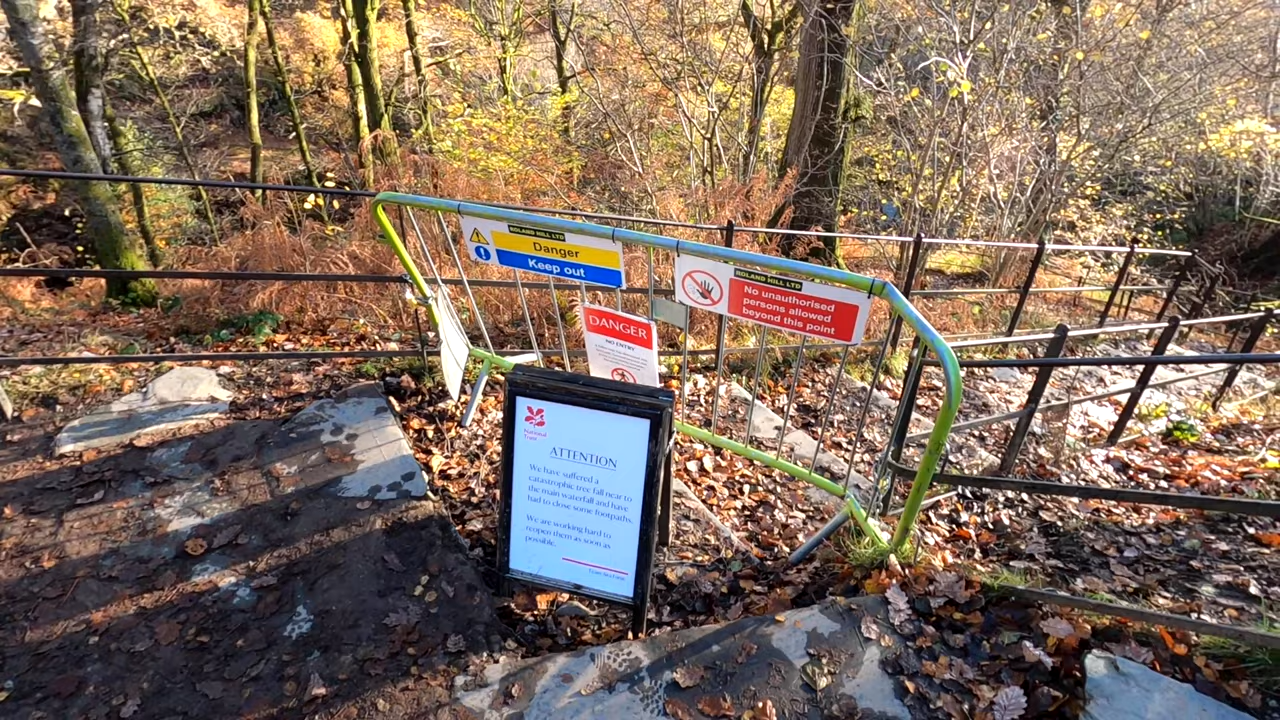 ROLAND HILL LTD
Danger
Keep out
ROLAND HILL LTD
No unauthorised
persons allowed
beyond this point
DANGER
NO ENTRY
National
Trust
ATTENTION
We have suffered a
catastrophic tree fall near to
the main waterfall and have
had to close some footpaths.
We are working hard to
reopen them as soon as
possible.